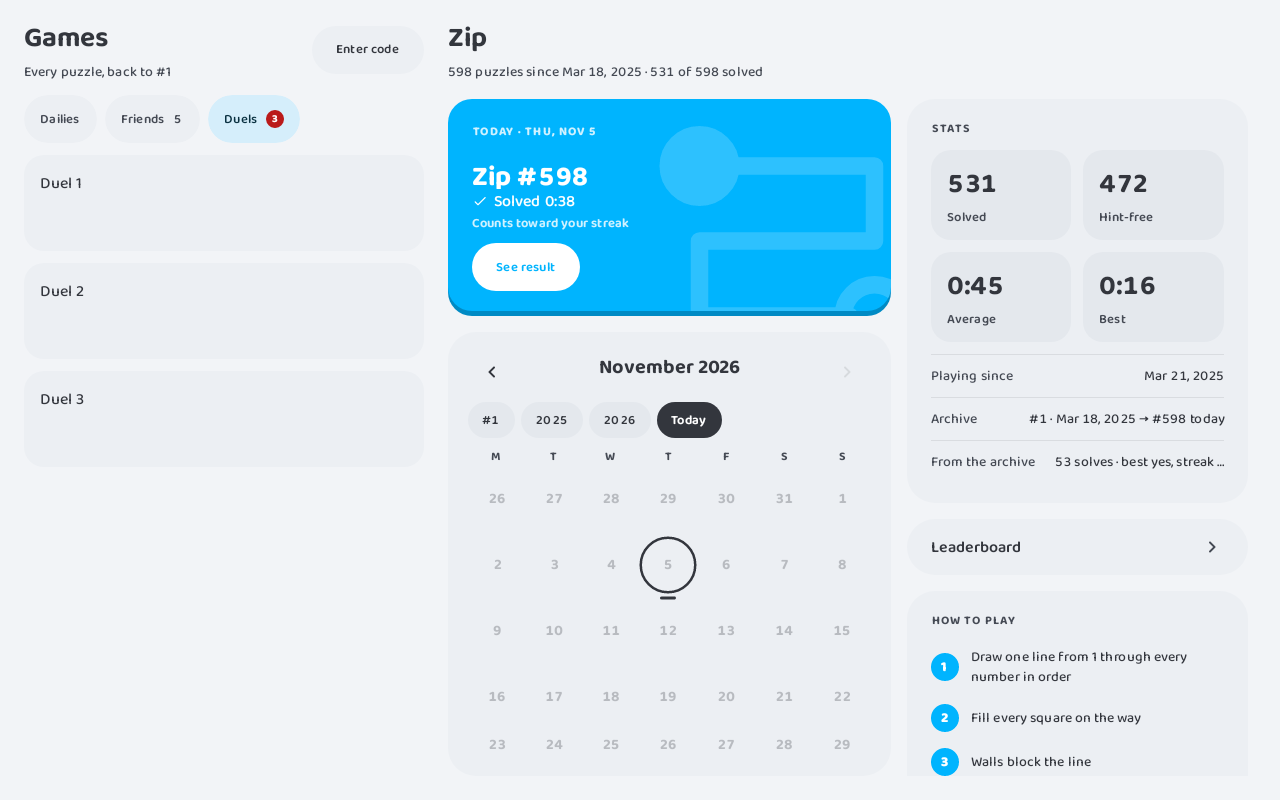 Games
Enter code
Every puzzle, back to #1
Dailies
Friends 5
Duels 3
Duel 1
Duel 2
Duel 3
Zip
598 puzzles since Mar 18, 2025 · 531 of 598 solved
TODAY · THU, NOV 5
Zip #598
Solved 0:38
Counts toward your streak
See result
November 2026
#1 2025 2026 Today
M T W T F S S
26 27 28 29 30 31 1
2 3 4 5 6 7 8
9 10 11 12 13 14 15
16 17 18 19 20 21 22
23 24 25 26 27 28 29
STATS
531
Solved
472
Hint-free
0:45
Average
0:16
Best
Playing since Mar 21, 2025
Archive #1 · Mar 18, 2025 → #598 today
From the archive 53 solves · best yes, streak …
Leaderboard
HOW TO PLAY
1 Draw one line from 1 through every
number in order
2 Fill every square on the way
3 Walls block the line